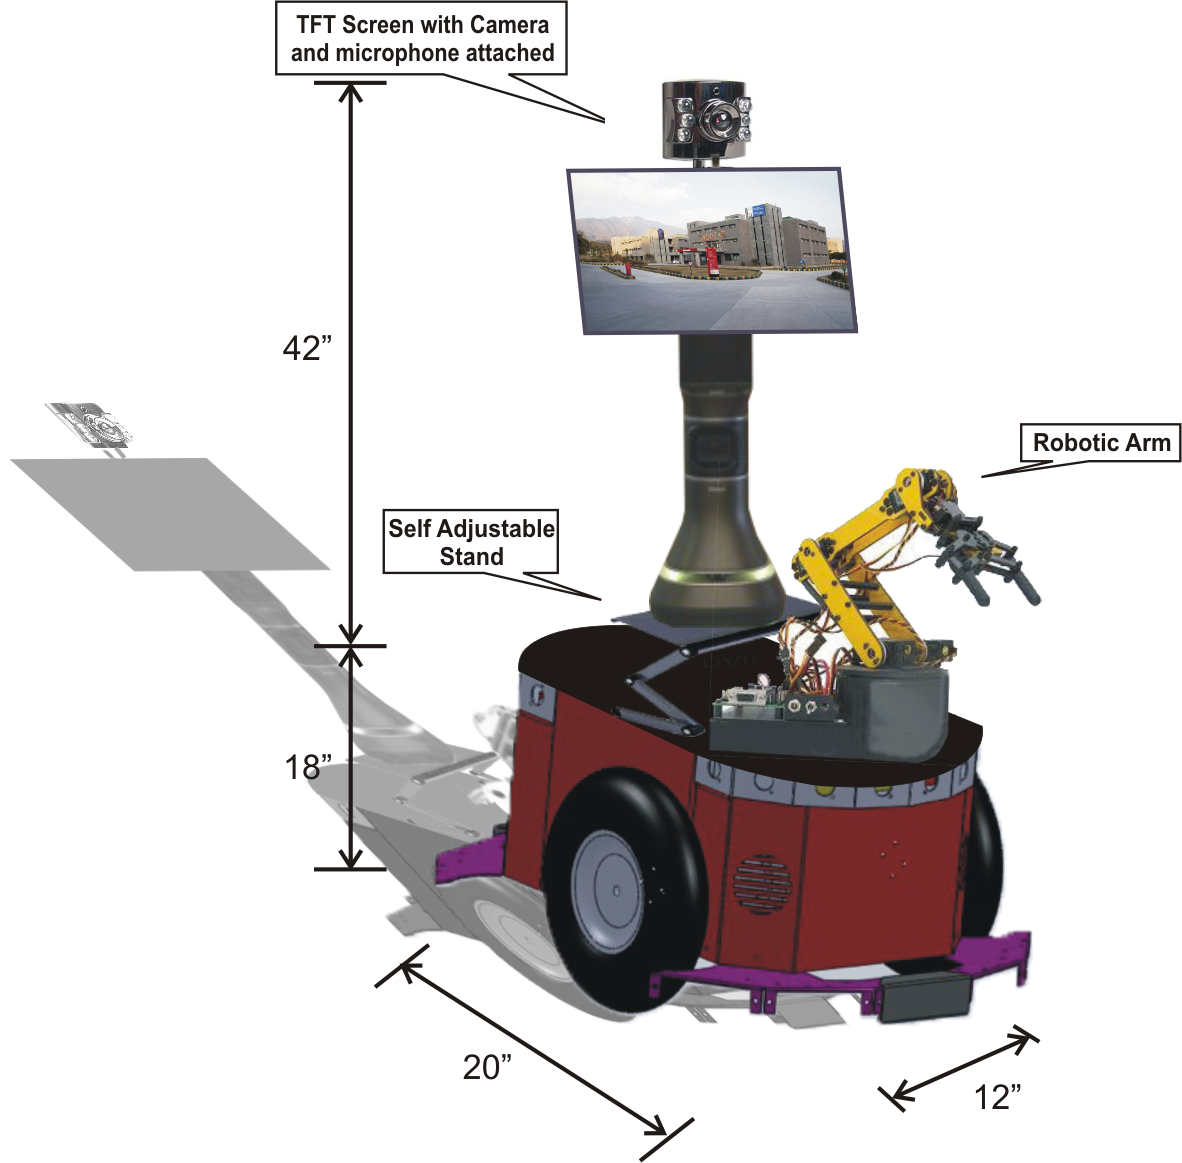 TFT Screen with Camera
and microphone attached
42”
Robotic Arm
Self Adjustable
Stand
18”
20”
12”